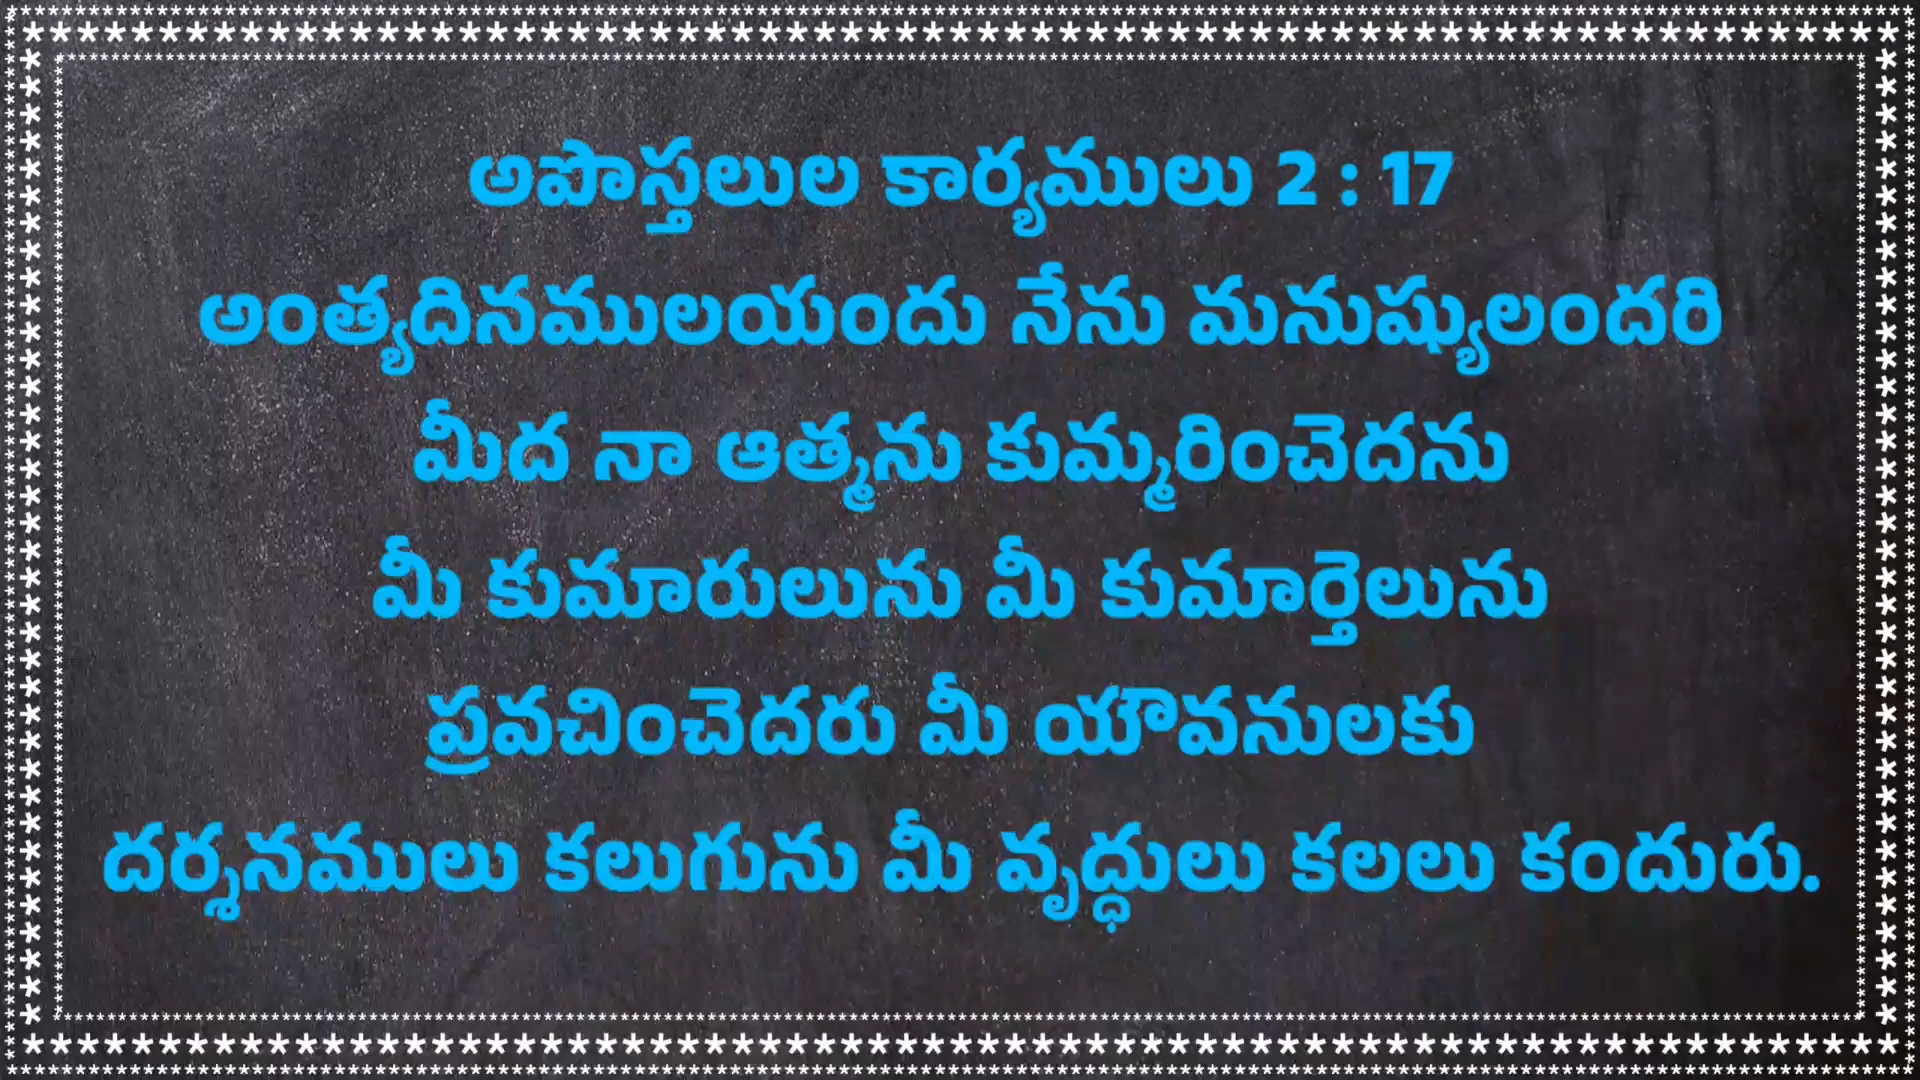 అపొస్తలుల కార్యములు 2 : 17
అంత్యదినములయందు నేను మనుష్యులందరి
మీద నా ఆత్మను కుమ్మరించెదను
మీ కుమారులును మీ కుమార్తెలును
ప్రవచించెదరు మీ యౌవనులకు
దర్శనములు కలుగును మీ వృద్ధులు కలలు కందురు.